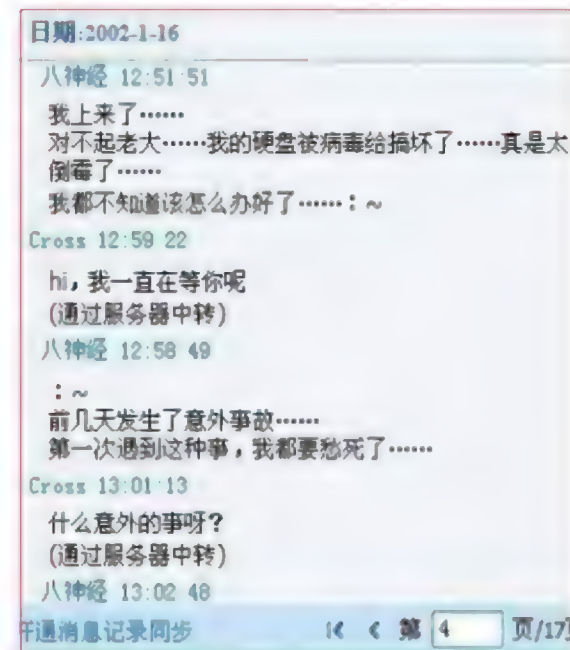 日期:2002-1-16
八神经 12:51:51
我上来了……
对不起老大……我的硬盘被病毒给搞坏了……真是太
倒霉了……
我都不知道该怎么办好了……：~
Cross 12:59 22
hi，我一直在等你呢
(通过服务器中转)
八神经 12:58 49
：~
前几天发生了意外事故……
第一次遇到这种事，我都要愁死了……
Cross 13:01:13
什么意外的事呀？
(通过服务器中转)
八神经 13:02 48
开通消息记录同步 第 4 页/17页